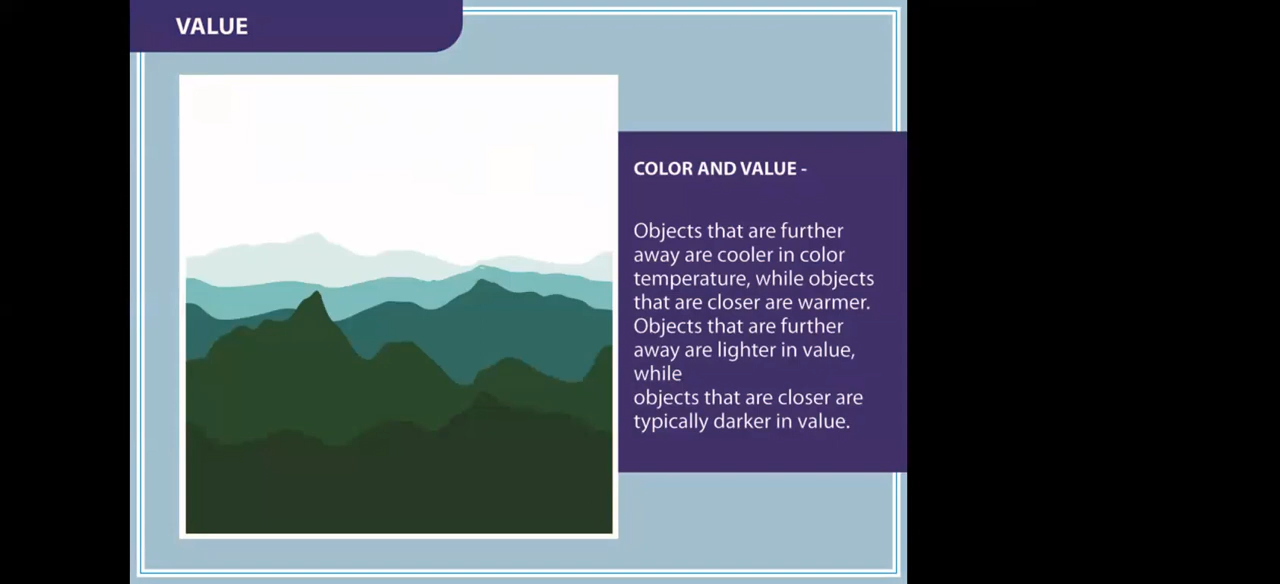 VALUE
COLOR AND VALUE -
Objects that are further
away are cooler in color
temperature, while objects
that are closer are warmer.
Objects that are further
away are lighter in value,
while
objects that are closer are
typically darker in value.